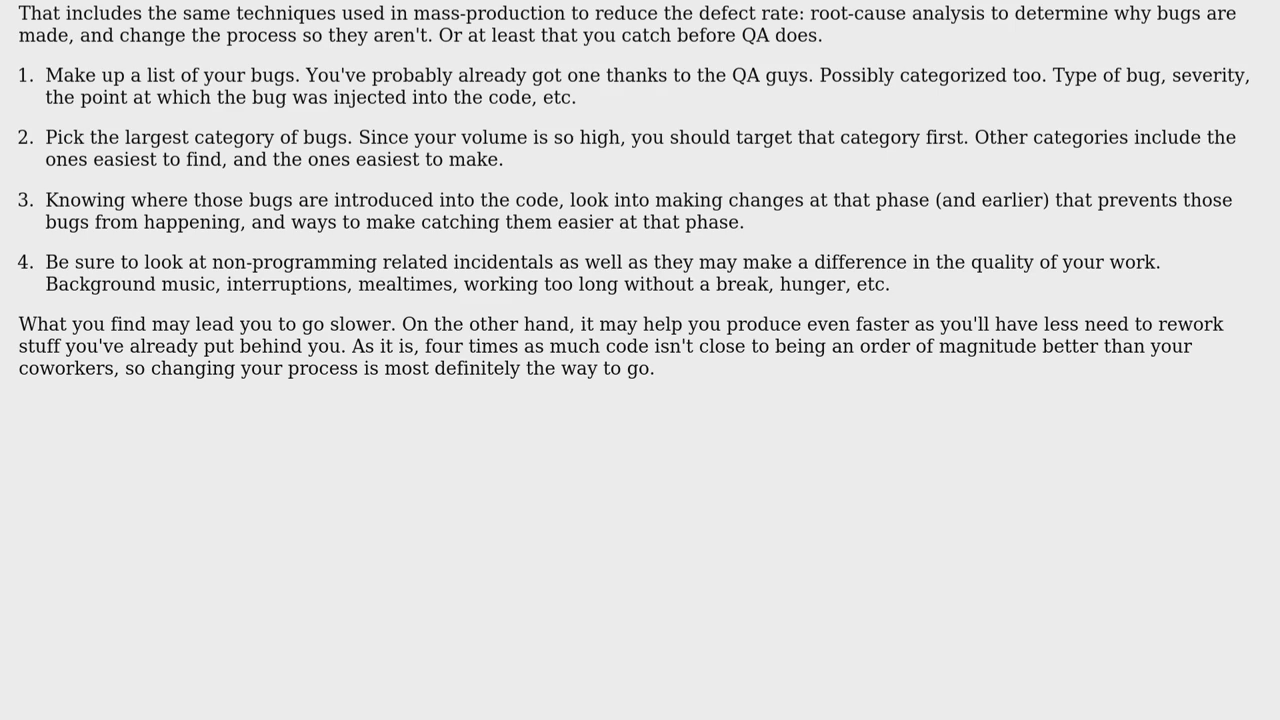 That includes the same techniques used in mass-production to reduce the defect rate: root-cause analysis to determine why bugs are
made, and change the process so they aren't. Or at least that you catch before QA does.
1. Make up a list of your bugs. You've probably already got one thanks to the QA guys. Possibly categorized too. Type of bug, severity,
the point at which the bug was injected into the code, etc.
2. Pick the largest category of bugs. Since your volume is so high, you should target that category first. Other categories include the
ones easiest to find, and the ones easiest to make.
3. Knowing where those bugs are introduced into the code, look into making changes at that phase (and earlier) that prevents those
bugs from happening, and ways to make catching them easier at that phase.
4. Be sure to look at non-programming related incidentals as well as they may make a difference in the quality of your work.
Background music, interruptions, mealtimes, working too long without a break, hunger, etc.
What you find may lead you to go slower. On the other hand, it may help you produce even faster as you'll have less need to rework
stuff you've already put behind you. As it is, four times as much code isn't close to being an order of magnitude better than your
coworkers, so changing your process is most definitely the way to go.